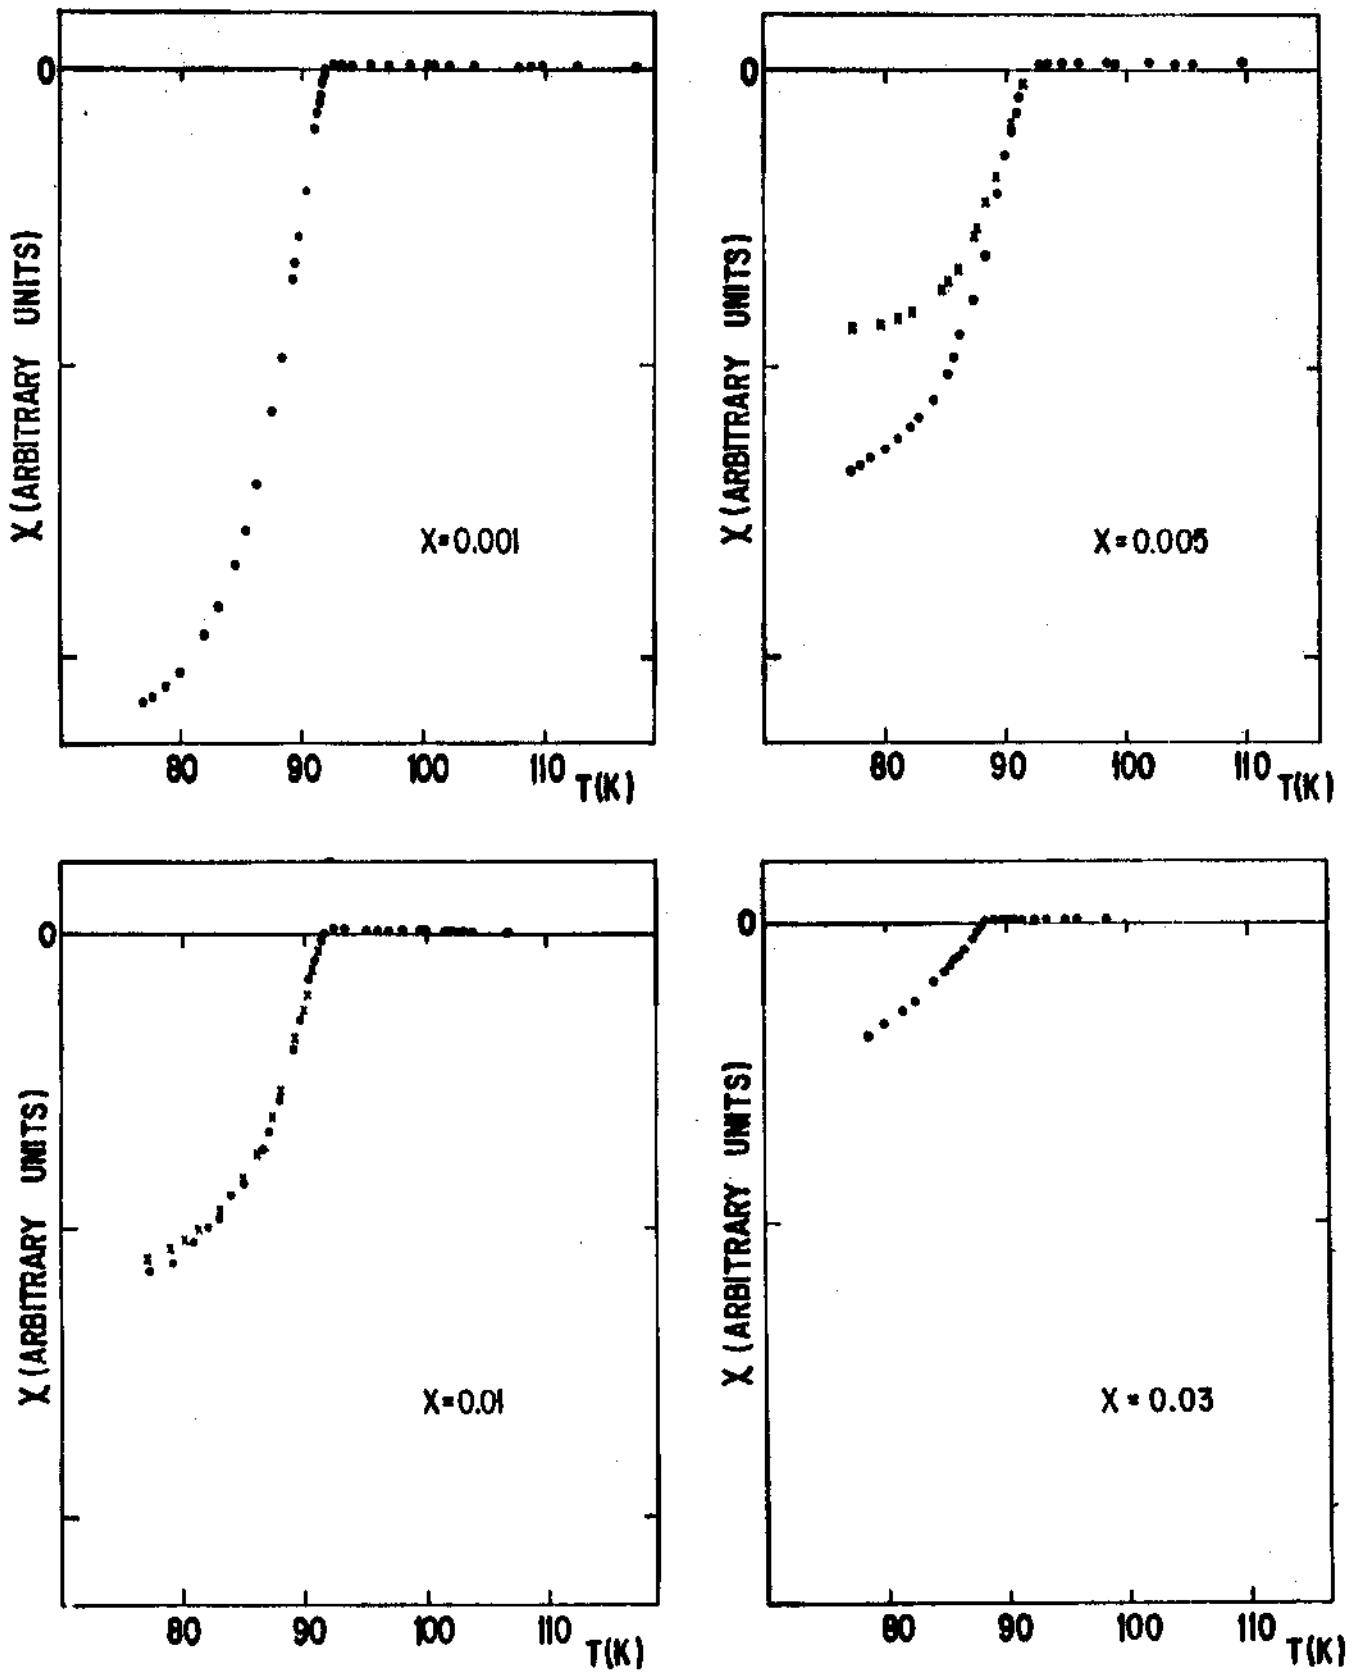 0
χ (ARBITRARY UNITS)
X=0.001
80 90 100 110 T(K)
0
χ (ARBITRARY UNITS)
X=0.005
80 90 100 110 T(K)
0
χ (ARBITRARY UNITS)
X=0.01
80 90 100 110 T(K)
0
χ (ARBITRARY UNITS)
X=0.03
80 90 100 110 T(K)